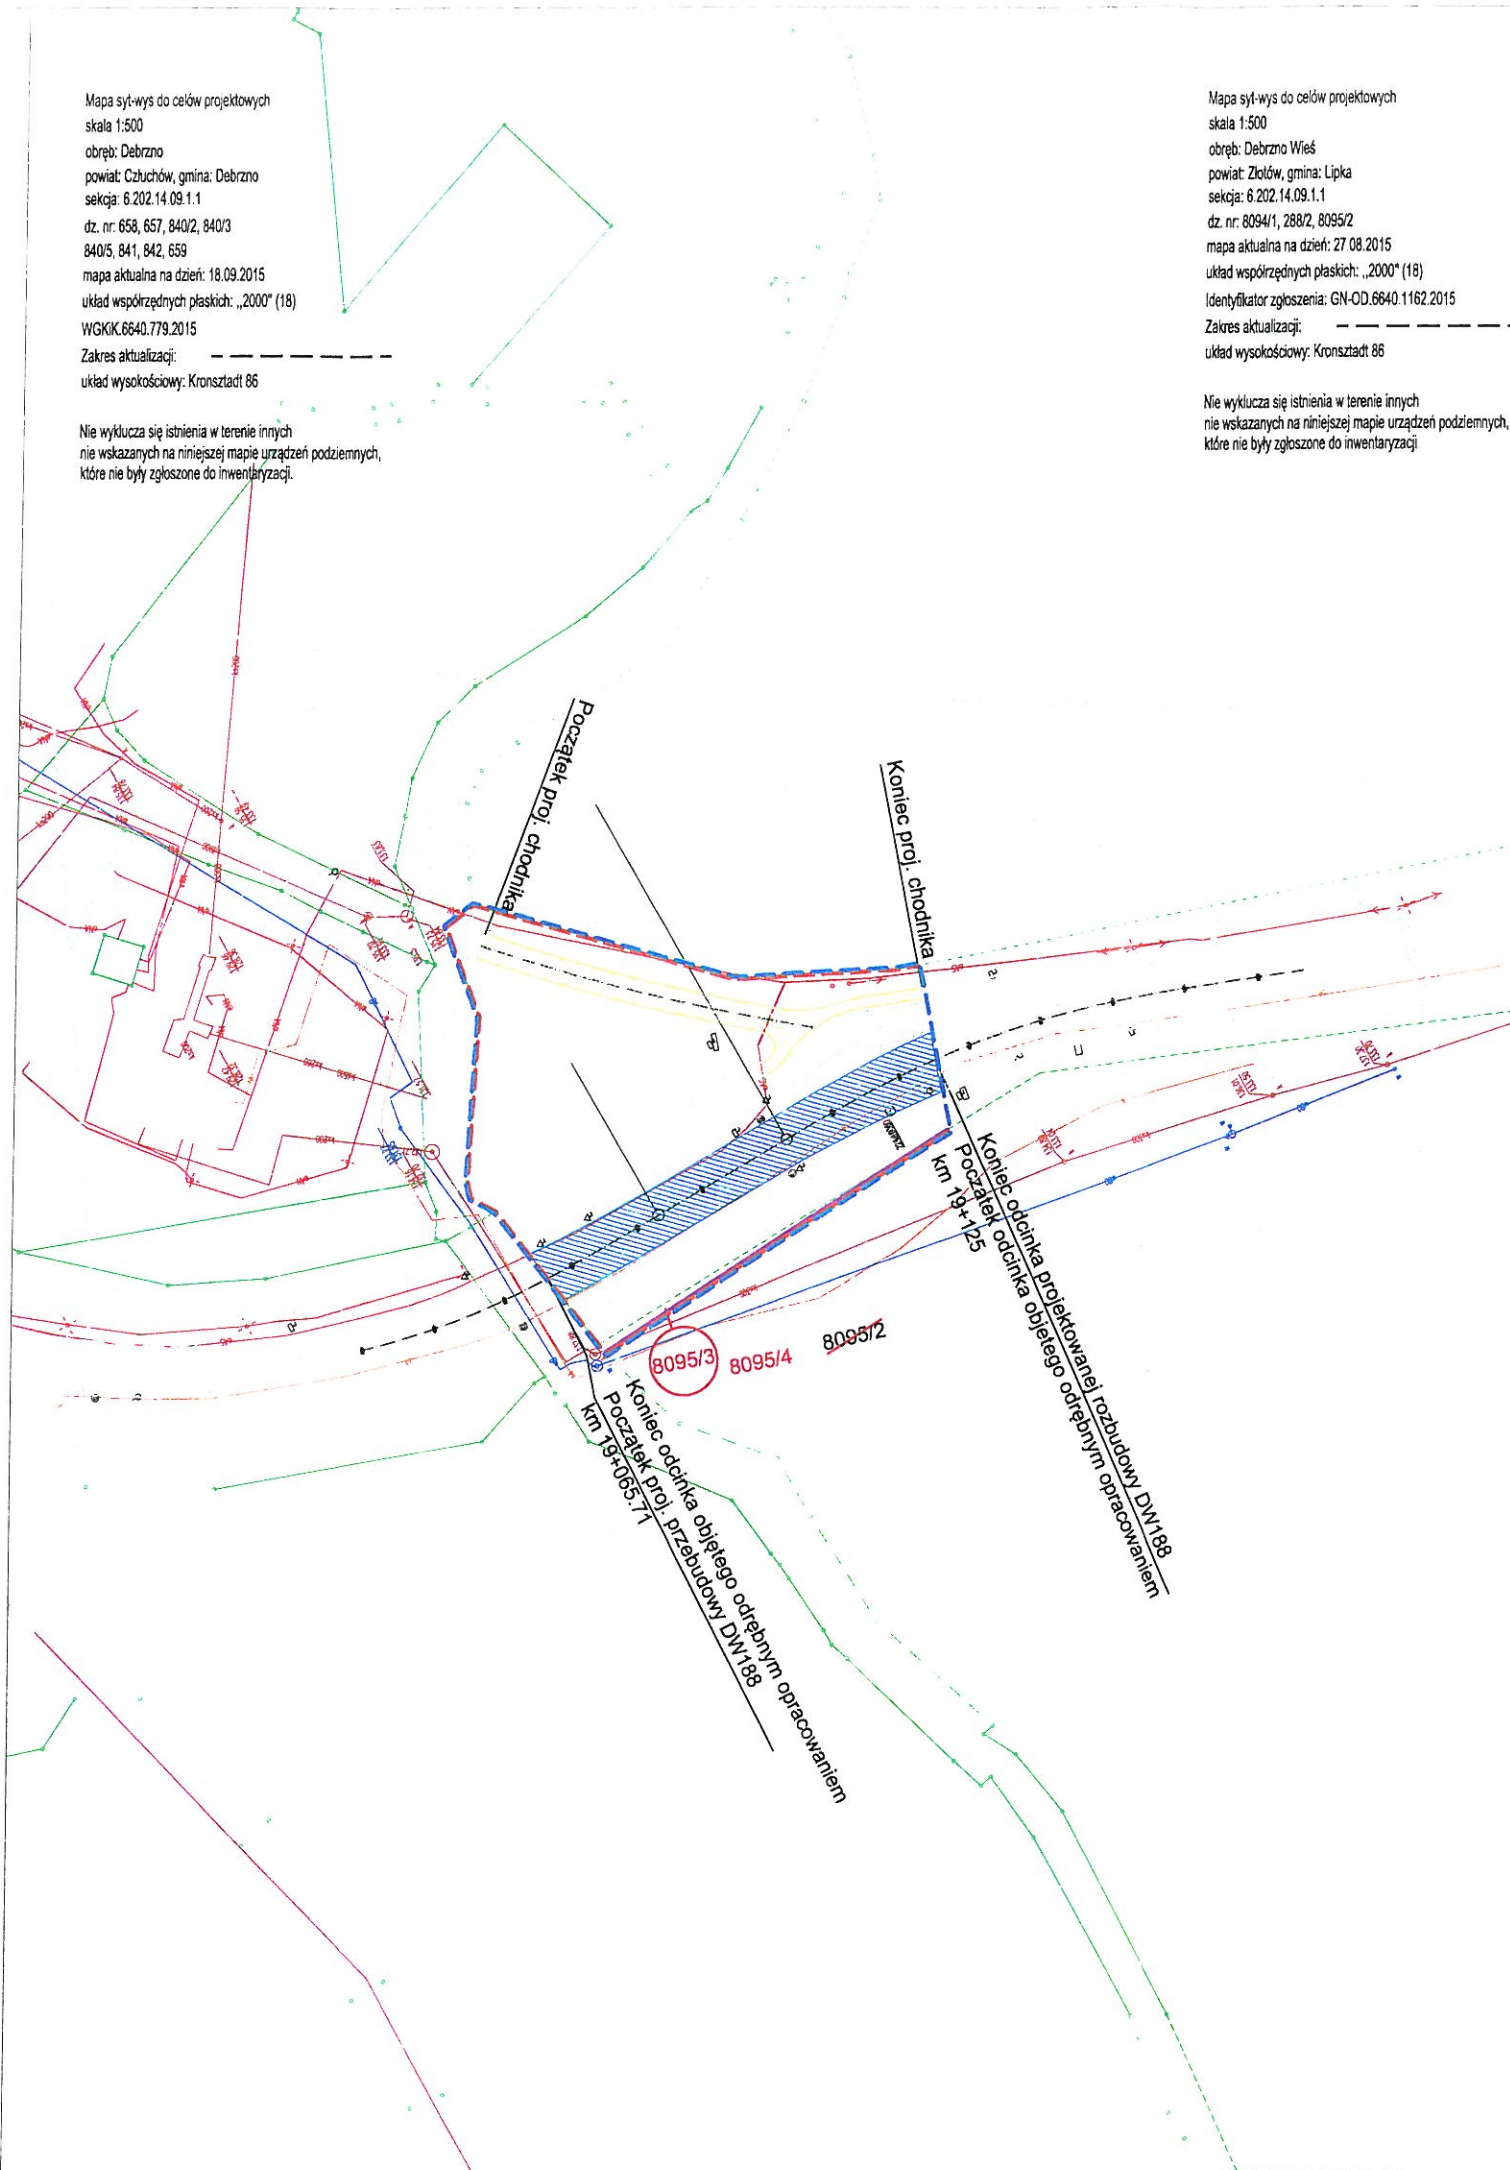 Mapa syt-wys do celów projektowych
skala 1:500
obręb: Debrzno
powiat: Człuchów, gmina: Debrzno
sekcja: 6.202.14.09.1.1
dz. nr: 658, 657, 840/2, 840/3
840/5, 841, 842, 659
mapa aktualna na dzień: 18.09.2015
układ współrzędnych płaskich: „2000" (18)
WGKiK.6640.779.2015
Zakres aktualizacji:
układ wysokościowy: Kronsztadt 86
Nie wyklucza się istnienia w terenie innych
nie wskazanych na niniejszej mapie urządzeń podziemnych,
które nie były zgłoszone do inwentaryzacji.
Mapa syt-wys do celów projektowych
skala 1:500
obręb: Debrzno Wieś
powiat: Złotów, gmina: Lipka
sekcja: 6.202.14.09.1.1
dz. nr: 8094/1, 288/2, 8095/2
mapa aktualna na dzień: 27.08.2015
układ współrzędnych płaskich: „2000" (18)
Identyfikator zgłoszenia: GN-OD.6640.1162.2015
Zakres aktualizacji:
układ wysokościowy: Kronsztadt 86
Nie wyklucza się istnienia w terenie innych
nie wskazanych na niniejszej mapie urządzeń podziemnych,
które nie były zgłoszone do inwentaryzacji
Początek proj. chodnika
Koniec proj. chodnika
Koniec odcinka projektowanej rozbudowy DW188
Początek odcinka objetego odrębnym opracowaniem
km 19+125
8095/3
8095/4
8095/2
Koniec odcinka objętego odrębnym opracowaniem
Początek proj. przebudowy DW188
km 19+065.71